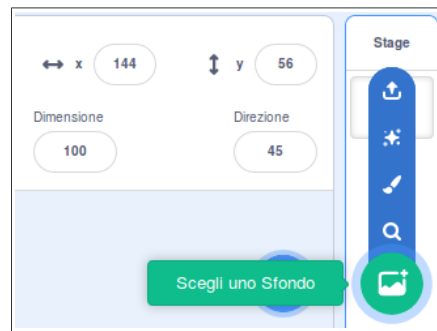 Stage
x 144 y 56
Dimensione Direzione
100 45
Scegli uno Sfondo